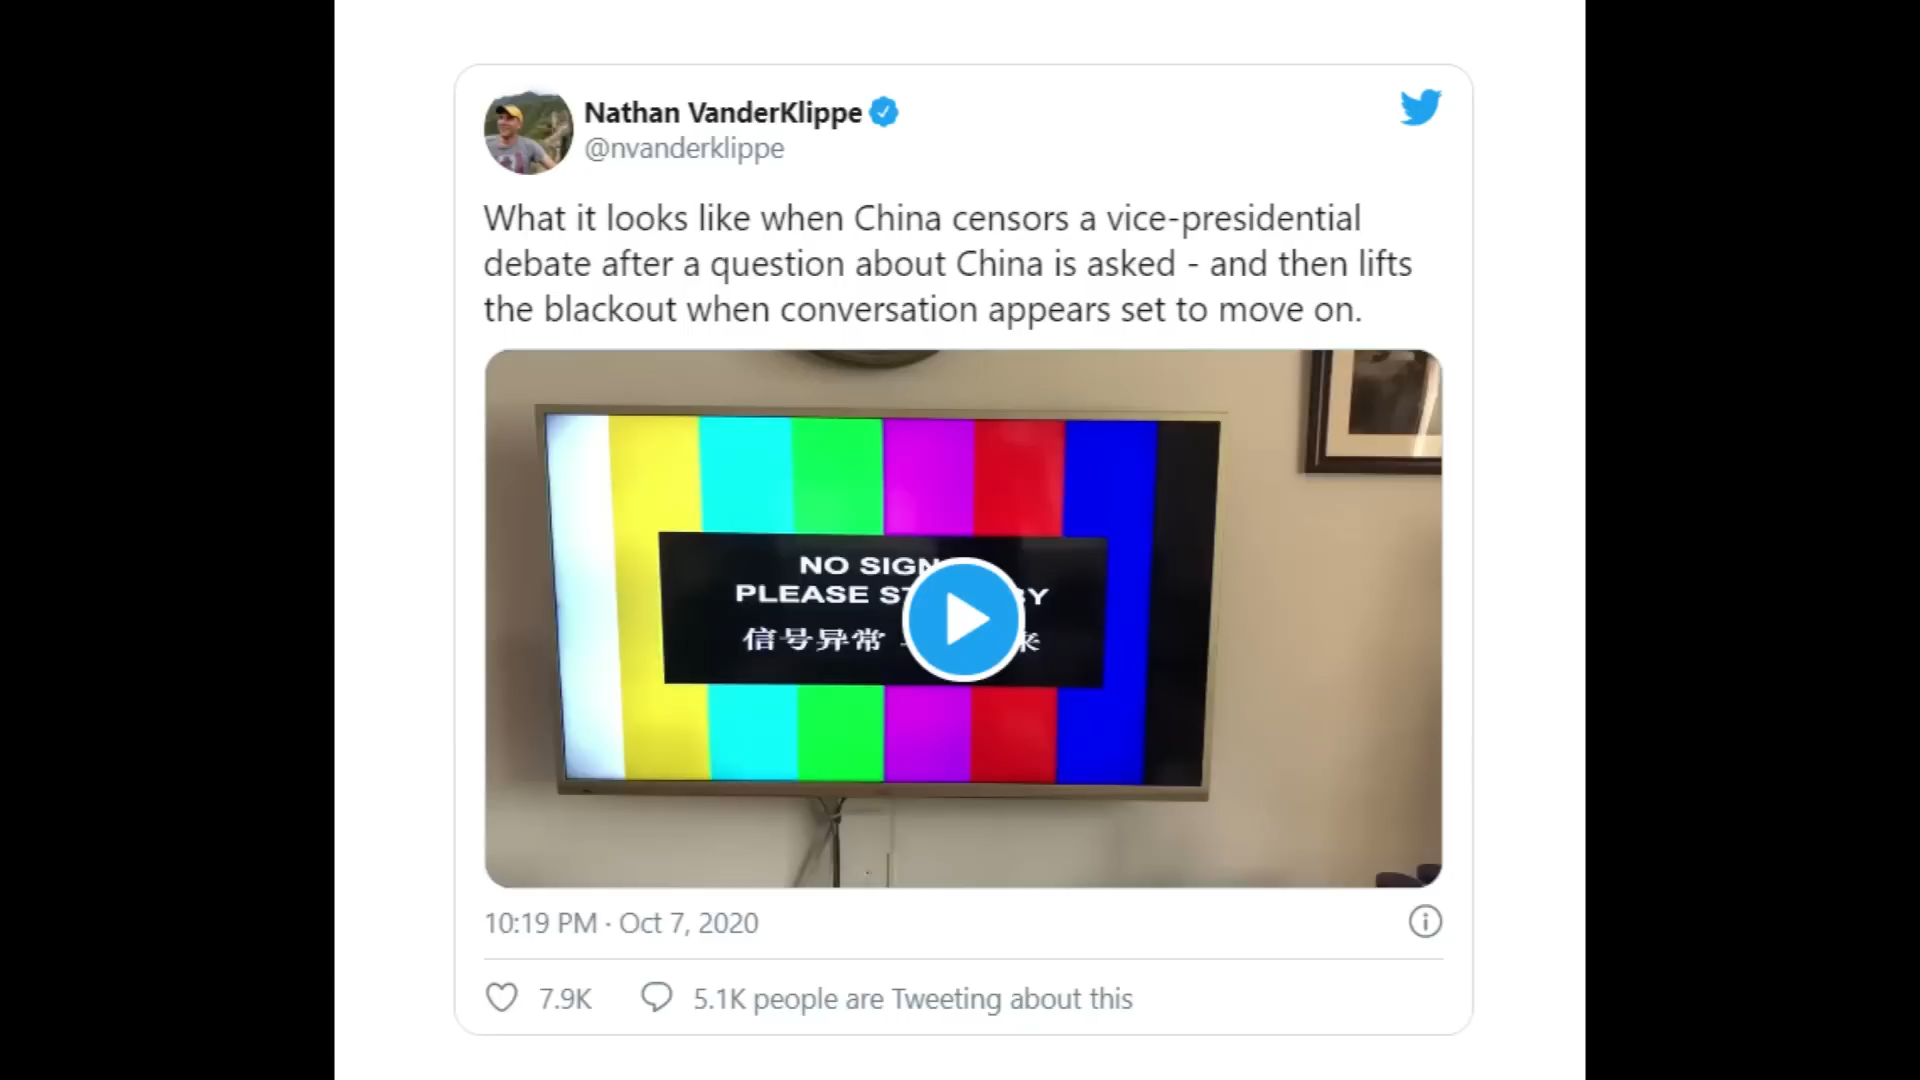 Nathan VanderKlippe
@nvanderklippe
What it looks like when China censors a vice-presidential
debate after a question about China is asked - and then lifts
the blackout when conversation appears set to move on.
NO
PLEASE
信号异常
10:19 PM · Oct 7, 2020
7.9K
5.1K people are Tweeting about this